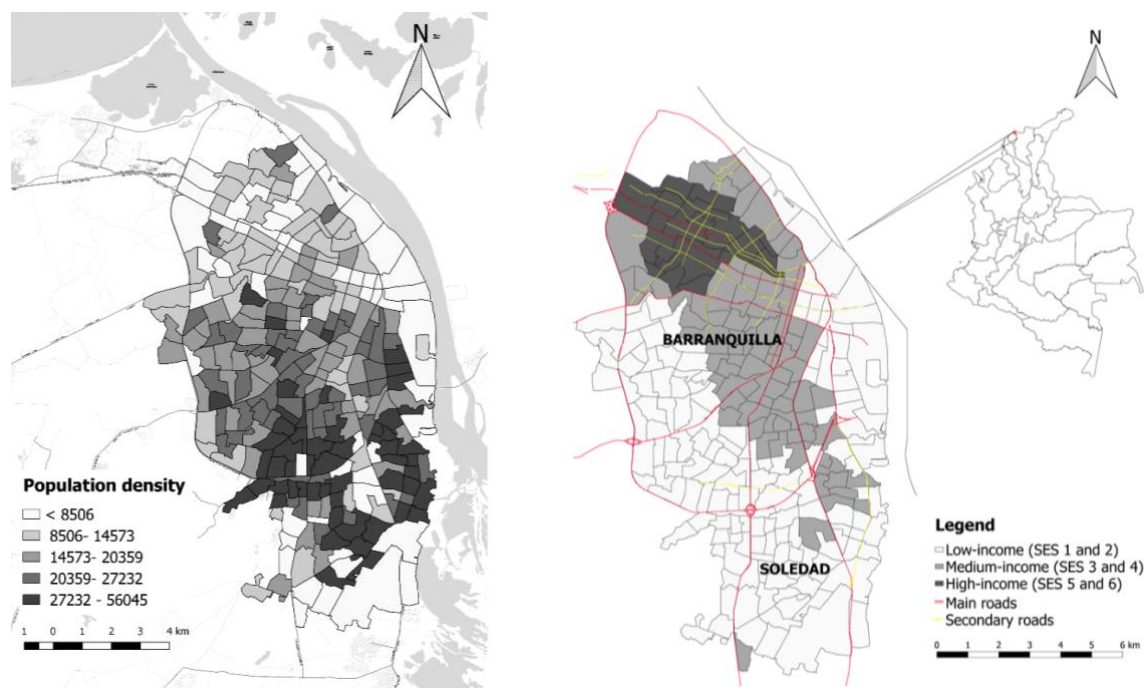 N
Population density
< 8506
8506- 14573
14573- 20359
20359- 27232
27232 - 56045
1 0 1 2 3 4 km
N
BARRANQUILLA
SOLEDAD
Legend
Low-income (SES 1 and 2)
Medium-income (SES 3 and 4)
High-income (SES 5 and 6)
Main roads
Secondary roads
0 1 2 3 4 5 6 km